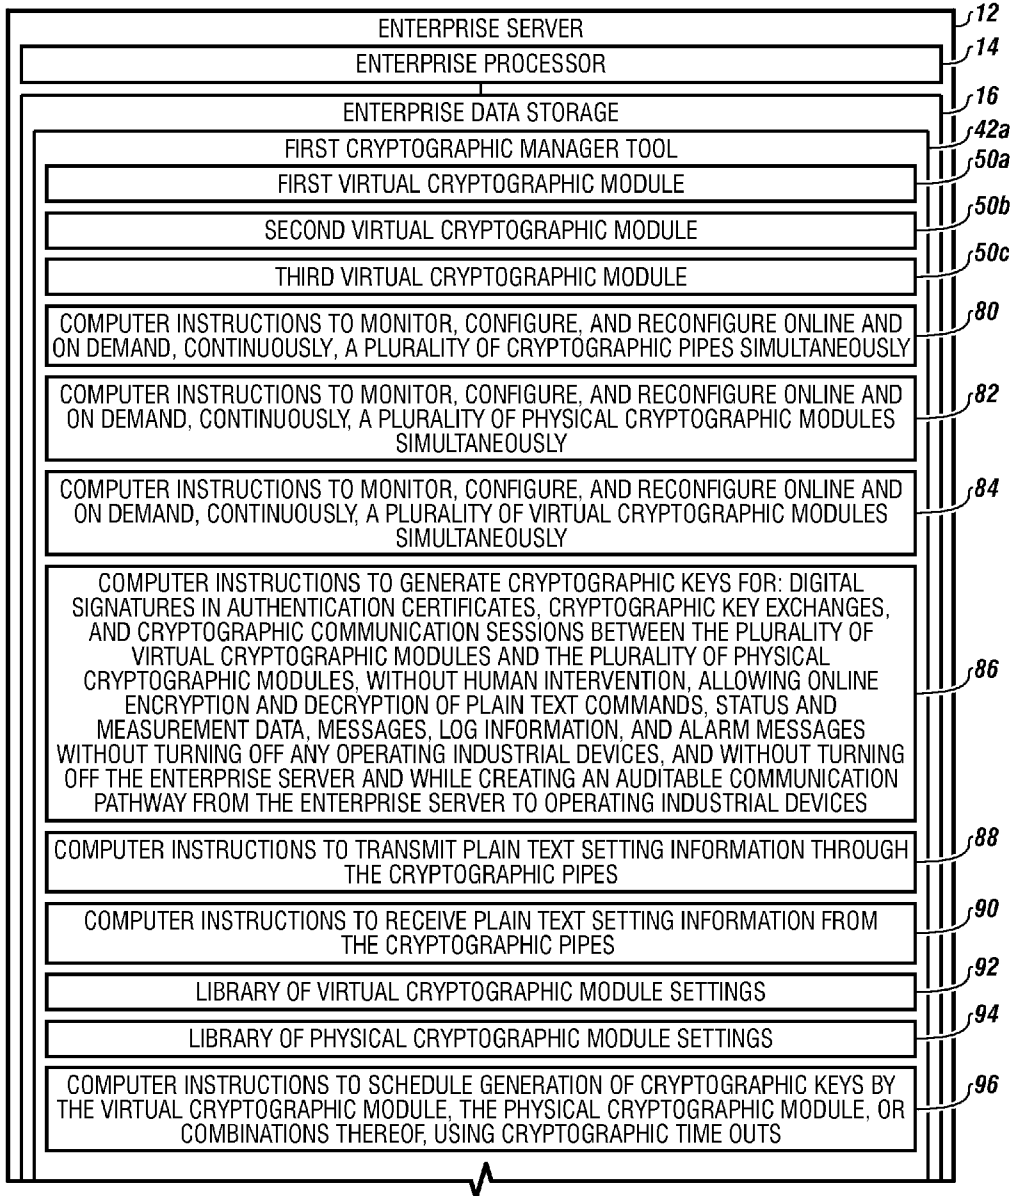 ENTERPRISE SERVER
12
ENTERPRISE PROCESSOR
14
ENTERPRISE DATA STORAGE
16
FIRST CRYPTOGRAPHIC MANAGER TOOL
42a
FIRST VIRTUAL CRYPTOGRAPHIC MODULE
50a
SECOND VIRTUAL CRYPTOGRAPHIC MODULE
50b
THIRD VIRTUAL CRYPTOGRAPHIC MODULE
50c
COMPUTER INSTRUCTIONS TO MONITOR, CONFIGURE, AND RECONFIGURE ONLINE AND
ON DEMAND, CONTINUOUSLY, A PLURALITY OF CRYPTOGRAPHIC PIPES SIMULTANEOUSLY
80
COMPUTER INSTRUCTIONS TO MONITOR, CONFIGURE, AND RECONFIGURE ONLINE AND
ON DEMAND, CONTINUOUSLY, A PLURALITY OF PHYSICAL CRYPTOGRAPHIC MODULES
SIMULTANEOUSLY
82
COMPUTER INSTRUCTIONS TO MONITOR, CONFIGURE, AND RECONFIGURE ONLINE AND
ON DEMAND, CONTINUOUSLY, A PLURALITY OF VIRTUAL CRYPTOGRAPHIC MODULES
SIMULTANEOUSLY
84
COMPUTER INSTRUCTIONS TO GENERATE CRYPTOGRAPHIC KEYS FOR: DIGITAL
SIGNATURES IN AUTHENTICATION CERTIFICATES, CRYPTOGRAPHIC KEY EXCHANGES,
AND CRYPTOGRAPHIC COMMUNICATION SESSIONS BETWEEN THE PLURALITY OF
VIRTUAL CRYPTOGRAPHIC MODULES AND THE PLURALITY OF PHYSICAL
CRYPTOGRAPHIC MODULES, WITHOUT HUMAN INTERVENTION, ALLOWING ONLINE
ENCRYPTION AND DECRYPTION OF PLAIN TEXT COMMANDS, STATUS AND
MEASUREMENT DATA, MESSAGES, LOG INFORMATION, AND ALARM MESSAGES
WITHOUT TURNING OFF ANY OPERATING INDUSTRIAL DEVICES, AND WITHOUT TURNING
OFF THE ENTERPRISE SERVER AND WHILE CREATING AN AUDITABLE COMMUNICATION
PATHWAY FROM THE ENTERPRISE SERVER TO OPERATING INDUSTRIAL DEVICES
86
COMPUTER INSTRUCTIONS TO TRANSMIT PLAIN TEXT SETTING INFORMATION THROUGH
THE CRYPTOGRAPHIC PIPES
88
COMPUTER INSTRUCTIONS TO RECEIVE PLAIN TEXT SETTING INFORMATION FROM
THE CRYPTOGRAPHIC PIPES
90
LIBRARY OF VIRTUAL CRYPTOGRAPHIC MODULE SETTINGS
92
LIBRARY OF PHYSICAL CRYPTOGRAPHIC MODULE SETTINGS
94
COMPUTER INSTRUCTIONS TO SCHEDULE GENERATION OF CRYPTOGRAPHIC KEYS BY
THE VIRTUAL CRYPTOGRAPHIC MODULE, THE PHYSICAL CRYPTOGRAPHIC MODULE, OR
COMBINATIONS THEREOF, USING CRYPTOGRAPHIC TIME OUTS
96